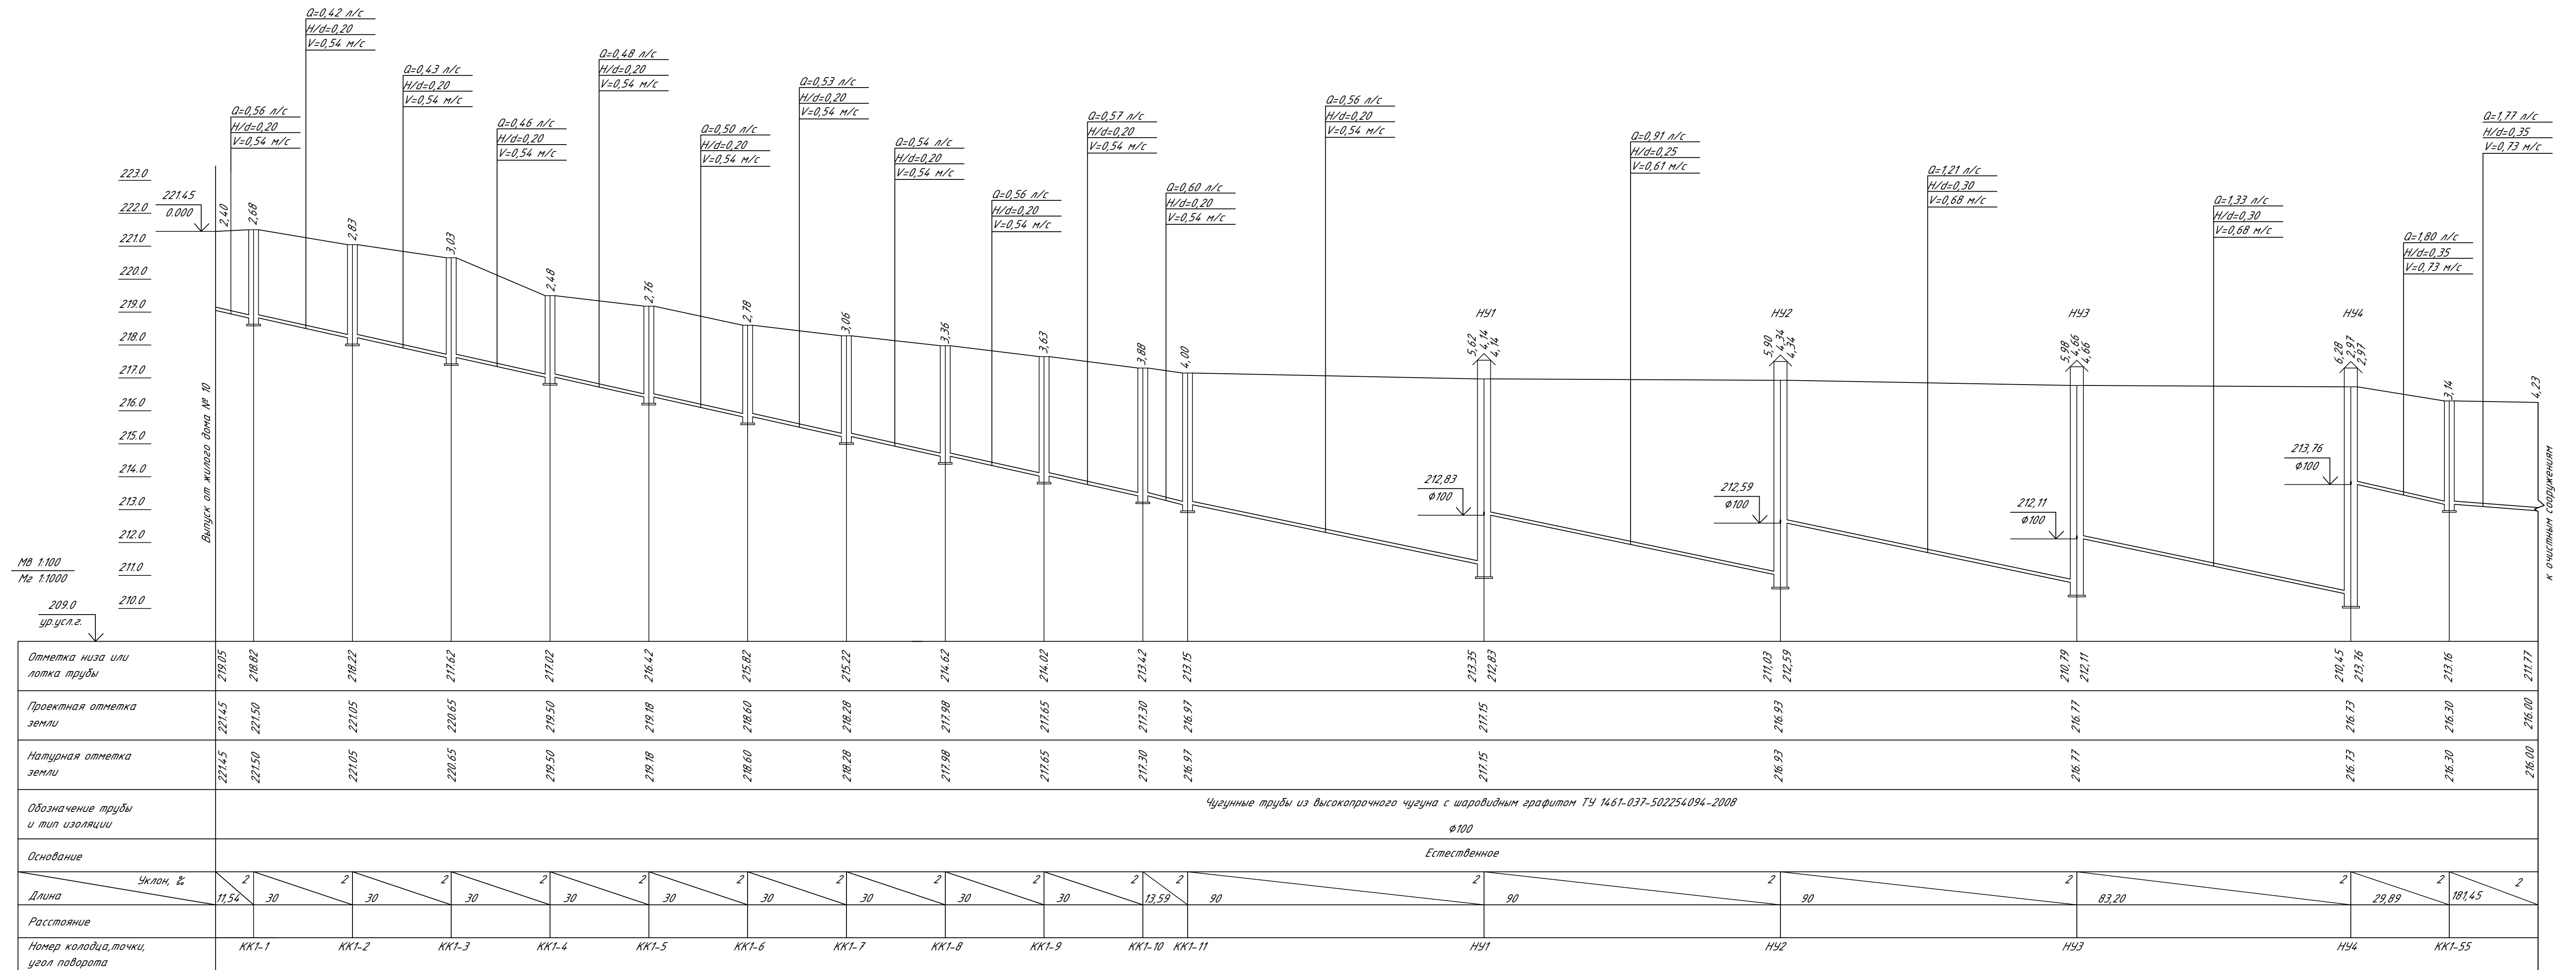 Q=0,42 л/с
H/d=0,20
V=0,54 м/с
Q=0,48 л/с
H/d=0,20
V=0,54 м/с
Q=0,43 л/с
H/d=0,20
V=0,54 м/с
Q=0,53 л/с
H/d=0,20
V=0,54 м/с
Q=0,56 л/с
H/d=0,20
V=0,54 м/с
Q=0,56 л/с
H/d=0,20
V=0,54 м/с
Q=0,46 л/с
H/d=0,20
V=0,54 м/с
Q=0,50 л/с
H/d=0,20
V=0,54 м/с
Q=0,54 л/с
H/d=0,20
V=0,54 м/с
Q=0,57 л/с
H/d=0,20
V=0,54 м/с
Q=0,56 л/с
H/d=0,20
V=0,54 м/с
Q=0,60 л/с
H/d=0,20
V=0,54 м/с
Q=0,91 л/с
H/d=0,25
V=0,61 м/с
Q=1,21 л/с
H/d=0,30
V=0,68 м/с
Q=1,33 л/с
H/d=0,30
V=0,68 м/с
Q=1,80 л/с
H/d=0,35
V=0,73 м/с
Q=1,77 л/с
H/d=0,35
V=0,73 м/с
223.0
222.0
221.0
220.0
219.0
218.0
217.0
216.0
215.0
214.0
213.0
212.0
211.0
210.0
221.45
0.000
Мв 1:100
Мг 1:1000
209.0
ур.усл.г.
Выпуск от жилого дома № 10
2,40
2,68
2,83
3,03
2,48
2,76
2,78
3,06
3,36
3,63
3,88
4,00
НУ1
5,62
4,14
4,14
НУ2
5,90
4,34
4,34
НУ3
5,98
4,66
4,66
НУ4
6,28
2,97
2,97
3,14
4,23
212,83
ф100
212,59
ф100
212,11
ф100
213,76
ф100
к очистным сооружениям
Отметка низа или
лотка трубы
219.05 218.82 218.22 217.62 217.02 216.42 215.82 215.22 214.62 214.02 213.42 213.15 213.35 212,83 211,03 212,59 210,79 212,11 210,45 213,76 213.16 211.77
Проектная отметка
земли
221.45 221.50 221.05 220.65 219.50 219.18 218.60 218.28 217.98 217.65 217.30 216.97 217.15 216.93 216.77 216.73 216.30 216.00
Натурная отметка
земли
221.45 221.50 221.05 220.65 219.50 219.18 218.60 218.28 217.98 217.65 217.30 216.97 217.15 216.93 216.77 216.73 216.30 216.00
Обозначение трубы
и тип изоляции
Чугунные трубы из высокопрочного чугуна с шаровидным графитом ТУ 1461-037-502254094-2008
ф100
Основание
Естественное
Уклон, ‰
2 2 2 2 2 2 2 2 2 2 2 2 2 2 2 2 2
Длина
11,54 30 30 30 30 30 30 30 30 30 13,59 90 90 90 83,20 29,89 181,45
Расстояние
Номер колодца,точки,
угол поворота
КК1-1 КК1-2 КК1-3 КК1-4 КК1-5 КК1-6 КК1-7 КК1-8 КК1-9 КК1-10 КК1-11 НУ1 НУ2 НУ3 НУ4 КК1-55